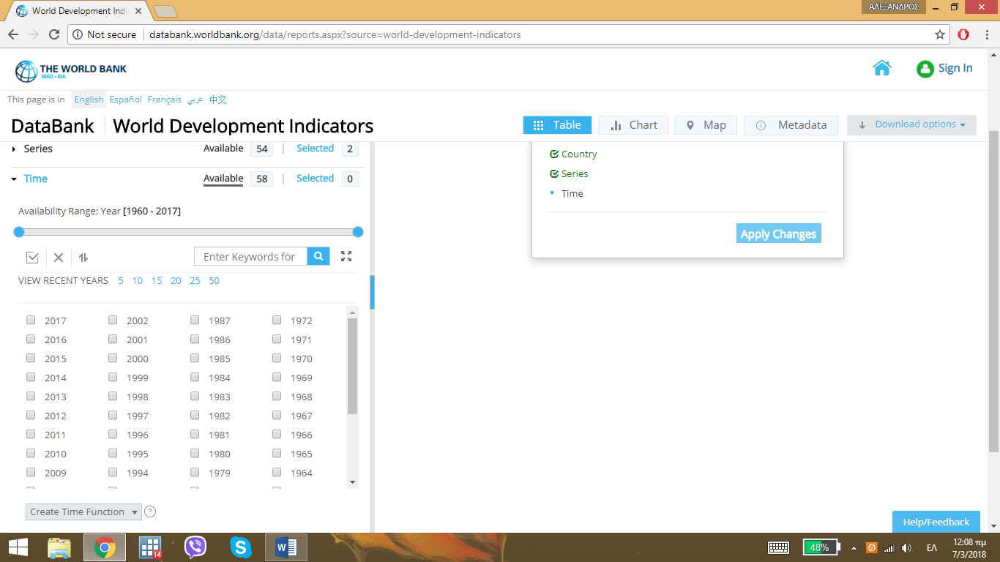 World Development Indi
ΑΛΕΞΑΝΔΡΟΣ
Not secure databank.worldbank.org/data/reports.aspx?source=world-development-indicators
THE WORLD BANK
IBRD • IDA
Sign In
This page is in English Español Français عربي 中文
DataBank World Development Indicators
Table Chart Map Metadata Download options
Series Available 54 | Selected 2
Time Available 58 | Selected 0
Country
Series
Time
Apply Changes
Availability Range: Year [1960 - 2017]
Enter Keywords for
VIEW RECENT YEARS 5 10 15 20 25 50
2017 2002 1987 1972
2016 2001 1986 1971
2015 2000 1985 1970
2014 1999 1984 1969
2013 1998 1983 1968
2012 1997 1982 1967
2011 1996 1981 1966
2010 1995 1980 1965
2009 1994 1979 1964
Create Time Function ?
Help/Feedback
14
48%
ΕΛ
12:08 πμ
7/3/2018